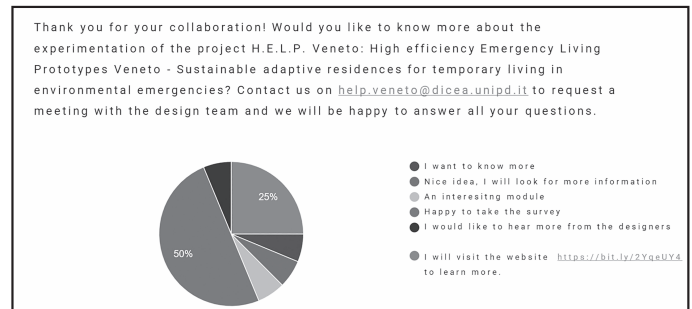 Thank you for your collaboration! Would you like to know more about the
experimentation of the project H.E.L.P. Veneto: High efficiency Emergency Living
Prototypes Veneto - Sustainable adaptive residences for temporary living in
environmental emergencies? Contact us on help.veneto@dicea.unipd.it to request a
meeting with the design team and we will be happy to answer all your questions.
25%
50%
I want to know more
Nice idea, I will look for more information
An interesitng module
Happy to take the survey
I would like to hear more from the designers
I will visit the website https://bit.ly/2YqeUY4
to learn more.